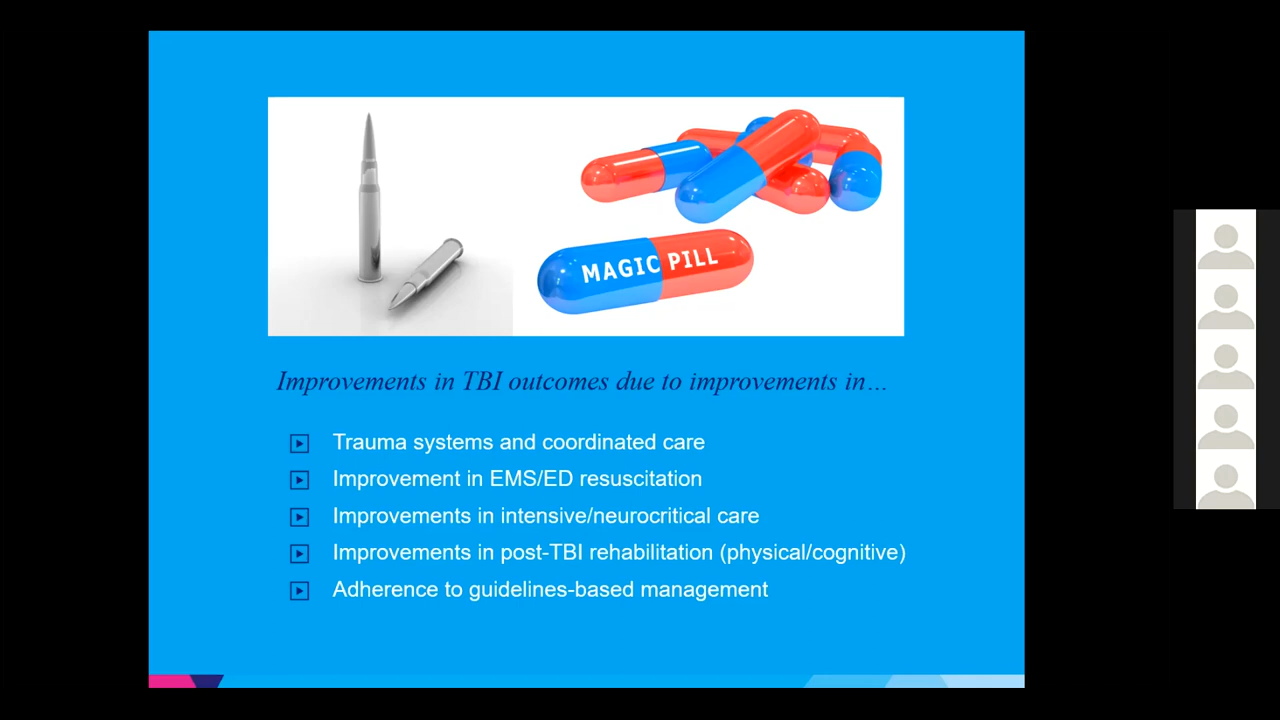 MAGIC PILL
Improvements in TBI outcomes due to improvements in…
Trauma systems and coordinated care
Improvement in EMS/ED resuscitation
Improvements in intensive/neurocritical care
Improvements in post-TBI rehabilitation (physical/cognitive)
Adherence to guidelines-based management